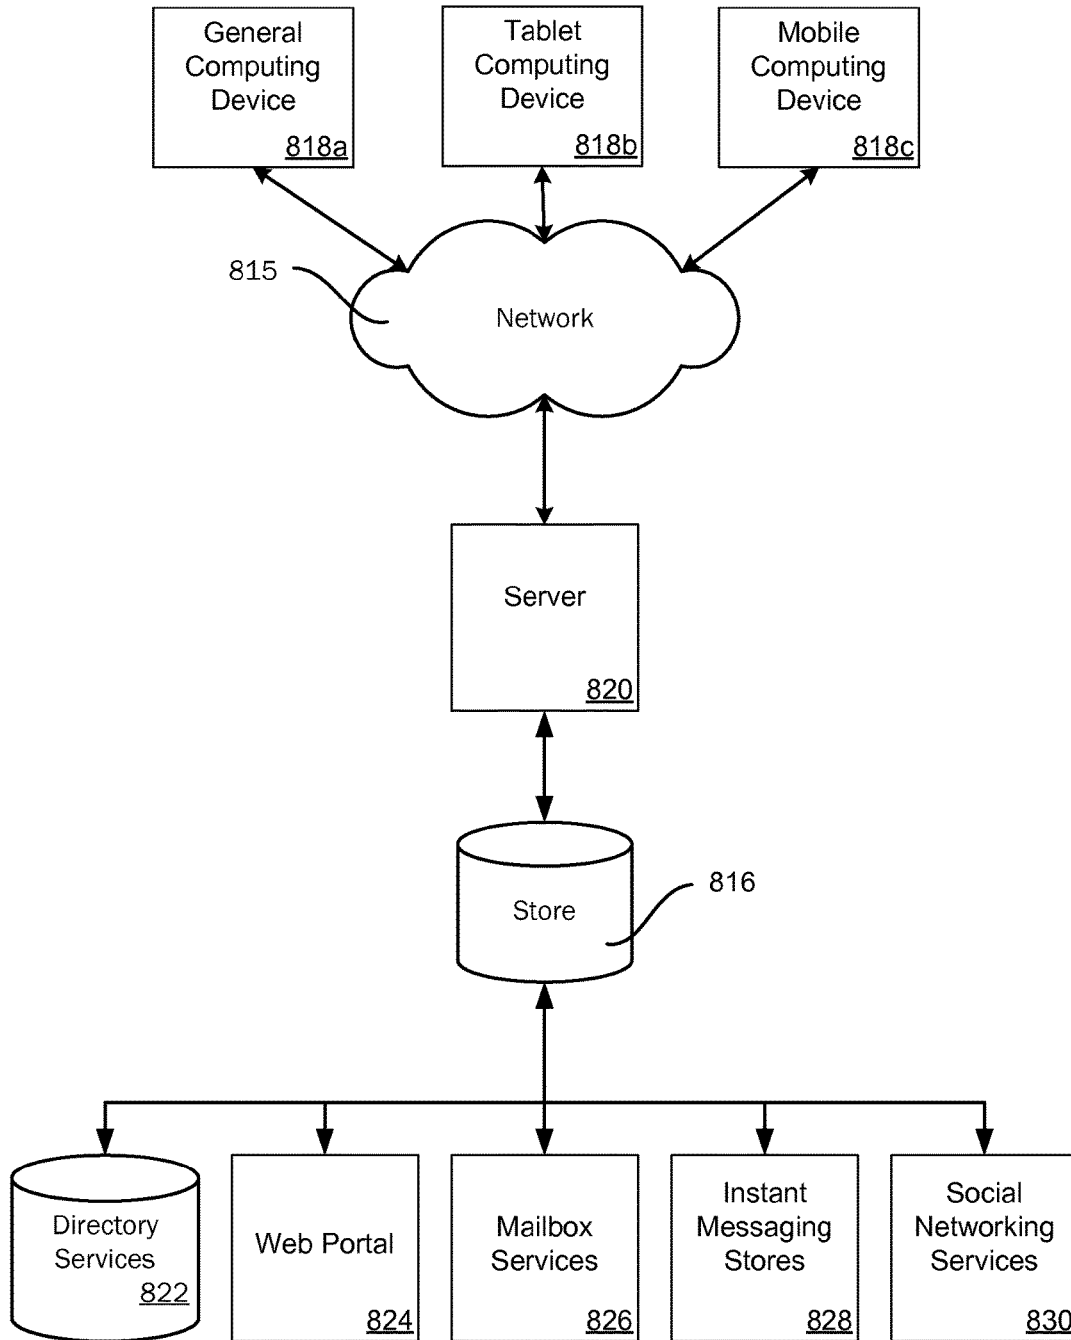 General
Computing
Device
818a
Tablet
Computing
Device
818b
Mobile
Computing
Device
818c
815
Network
Server
820
Store
816
Directory
Services
822
Web Portal
824
Mailbox
Services
826
Instant
Messaging
Stores
828
Social
Networking
Services
830